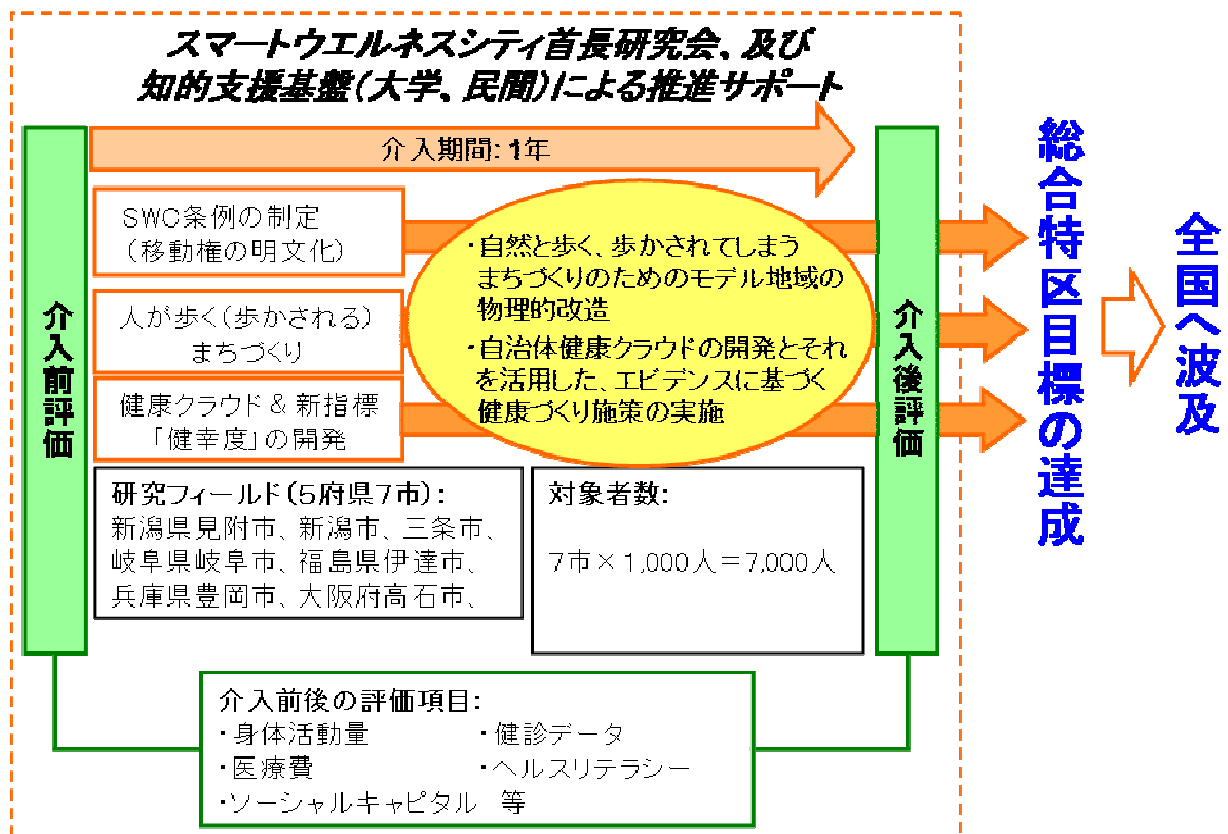 スマートウエルネスシティ首長研究会、及び
知的支援基盤(大学、民間)による推進サポート
介入期間:1年
介入前評価
SWC条例の制定
(移動権の明文化)
人が歩く(歩かされる)
まちづくり
健康クラウド&新指標
「健幸度」の開発
・自然と歩く、歩かされてしまう
まちづくりのためのモデル地域の
物理的改造
・自治体健康クラウドの開発とそれ
を活用した、エビデンスに基づく
健康づくり施策の実施
介入後評価
総合特区目標の達成
全国へ波及
研究フィールド(5府県7市):
新潟県見附市、新潟市、三条市、
岐阜県岐阜市、福島県伊達市、
兵庫県豊岡市、大阪府高石市、
対象者数:
7市×1,000人=7,000人
介入前後の評価項目:
・身体活動量 ・健診データ
・医療費 ・ヘルスリテラシー
・ソーシャルキャピタル 等